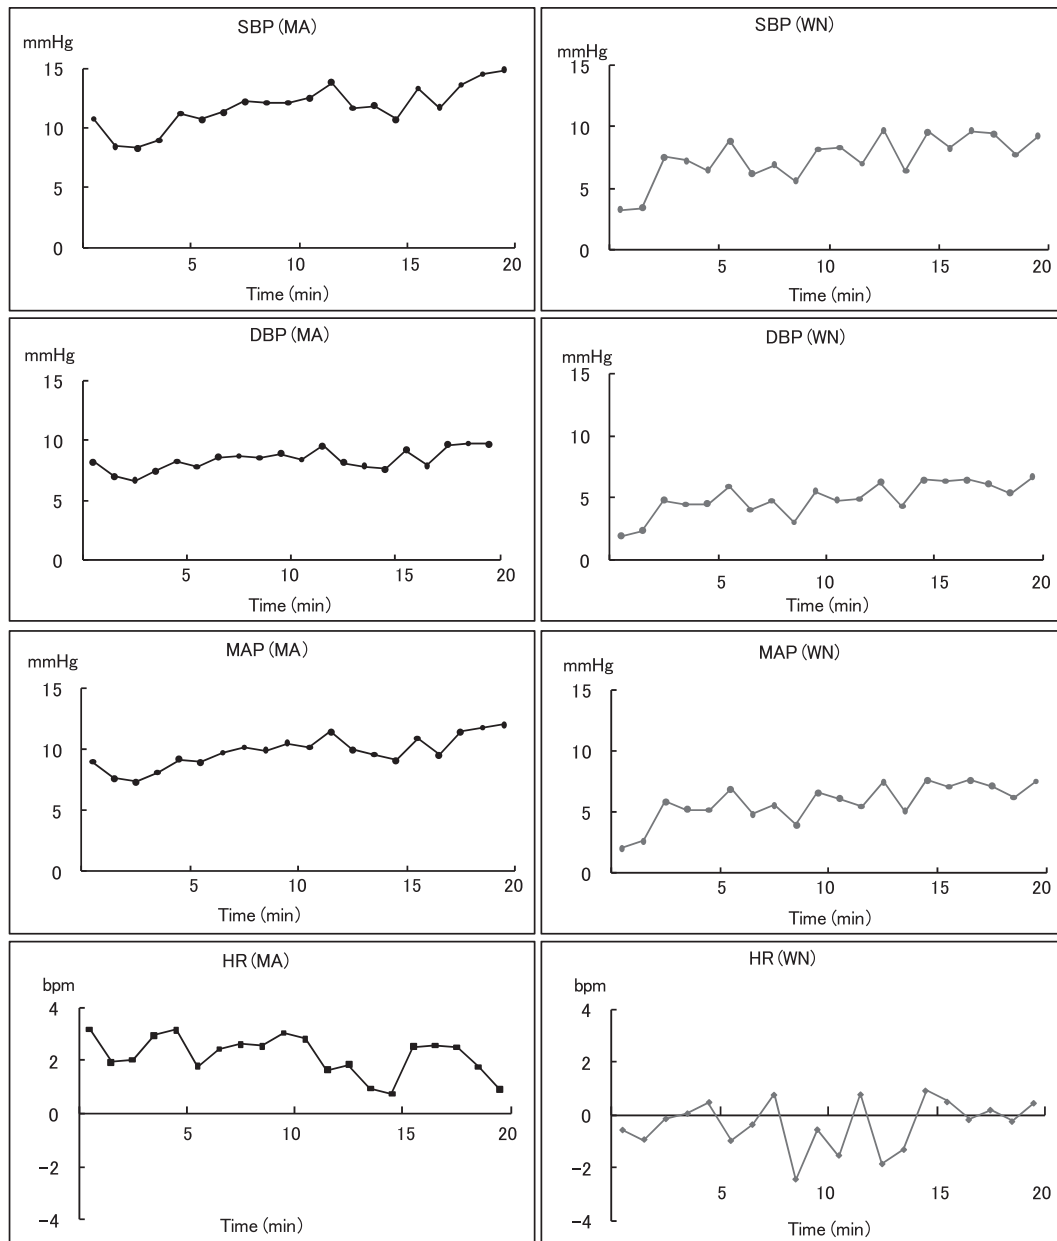 SBP (MA)
mmHg
15
10
5
0
5 10 15 20
Time (min)
SBP (WN)
mmHg
15
10
5
0
5 10 15 20
Time (min)
DBP (MA)
mmHg
15
10
5
0
5 10 15 20
Time (min)
DBP (WN)
mmHg
15
10
5
0
5 10 15 20
Time (min)
MAP (MA)
mmHg
15
10
5
0
5 10 15 20
Time (min)
MAP (WN)
mmHg
15
10
5
0
5 10 15 20
Time (min)
HR (MA)
bpm
4
2
0
5 10 15 20
−2
−4
Time (min)
HR (WN)
bpm
4
2
0
−2
5 10 15 20
−4
Time (min)